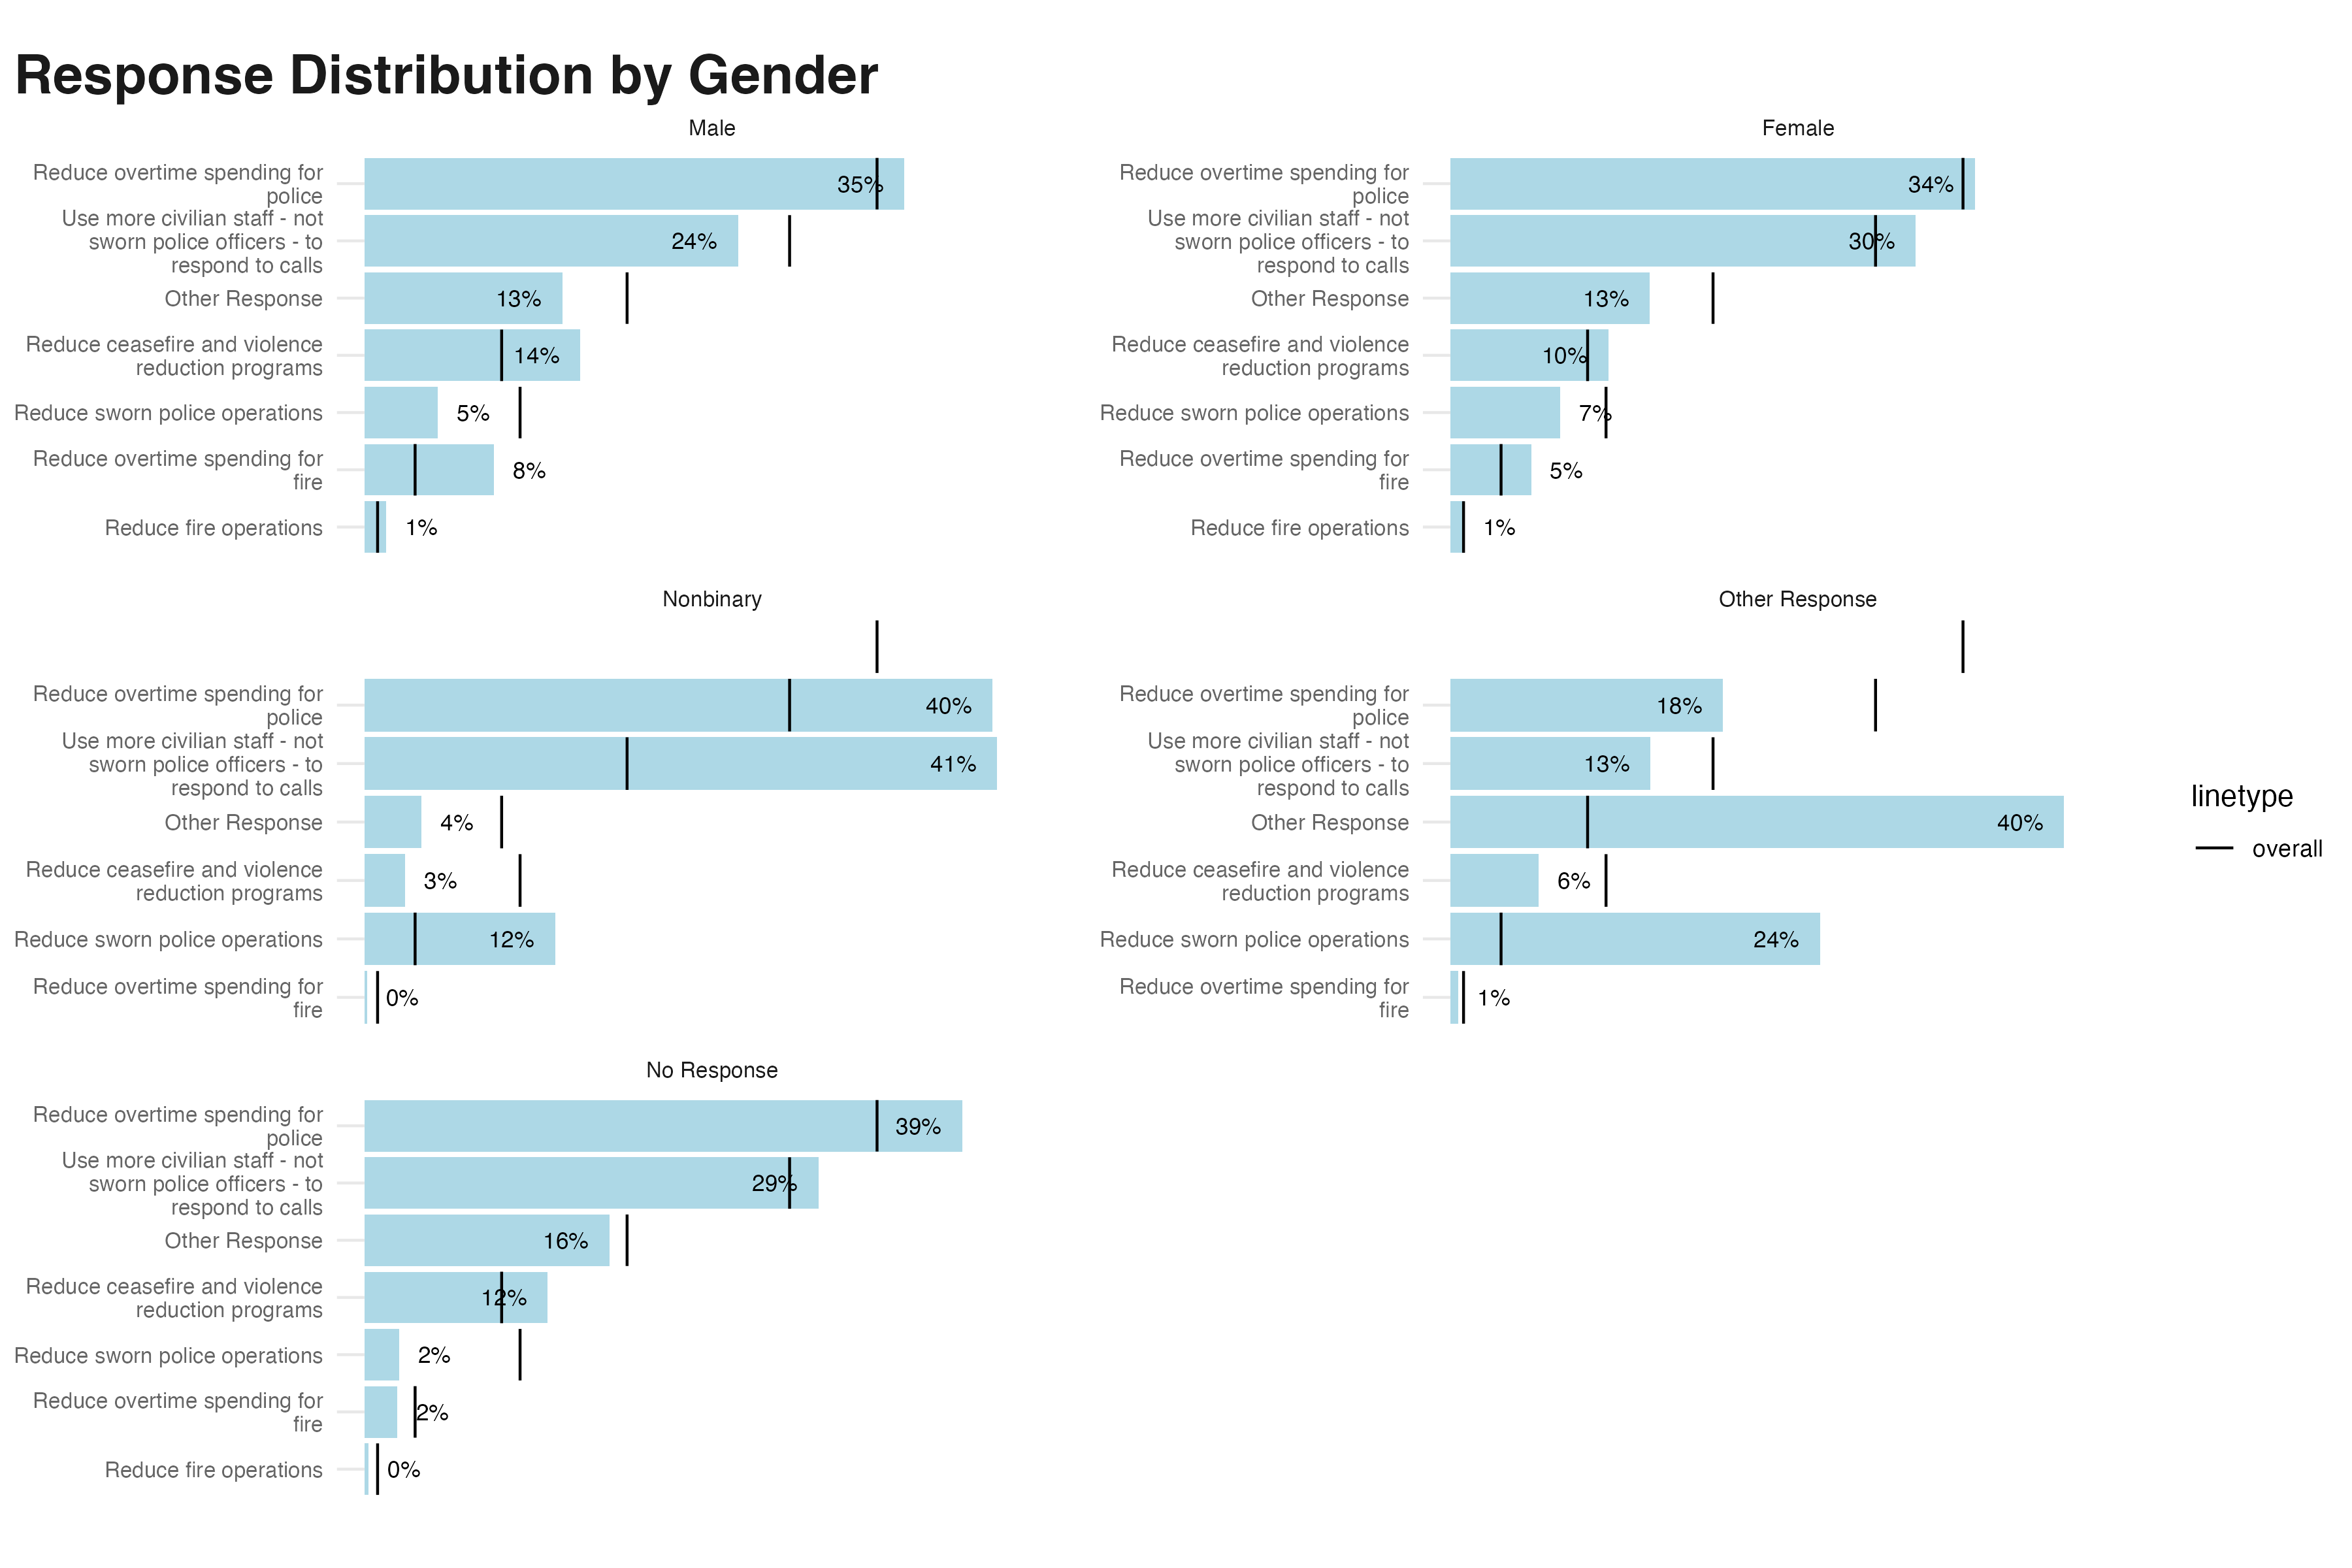 Response Distribution by Gender
Male
Reduce overtime spending for
police
35%
Use more civilian staff - not
sworn police officers - to
respond to calls
24%
Other Response
13%
Reduce ceasefire and violence
reduction programs
14%
Reduce sworn police operations
5%
Reduce overtime spending for
fire
8%
Reduce fire operations
1%
Female
Reduce overtime spending for
police
34%
Use more civilian staff - not
sworn police officers - to
respond to calls
30%
Other Response
13%
Reduce ceasefire and violence
reduction programs
10%
Reduce sworn police operations
7%
Reduce overtime spending for
fire
5%
Reduce fire operations
1%
Nonbinary
Reduce overtime spending for
police
40%
Use more civilian staff - not
sworn police officers - to
respond to calls
41%
Other Response
4%
Reduce ceasefire and violence
reduction programs
3%
Reduce sworn police operations
12%
Reduce overtime spending for
fire
0%
Other Response
Reduce overtime spending for
police
18%
Use more civilian staff - not
sworn police officers - to
respond to calls
13%
Other Response
40%
Reduce ceasefire and violence
reduction programs
6%
Reduce sworn police operations
24%
Reduce overtime spending for
fire
1%
linetype
overall
No Response
Reduce overtime spending for
police
39%
Use more civilian staff - not
sworn police officers - to
respond to calls
29%
Other Response
16%
Reduce ceasefire and violence
reduction programs
12%
Reduce sworn police operations
2%
Reduce overtime spending for
fire
2%
Reduce fire operations
0%